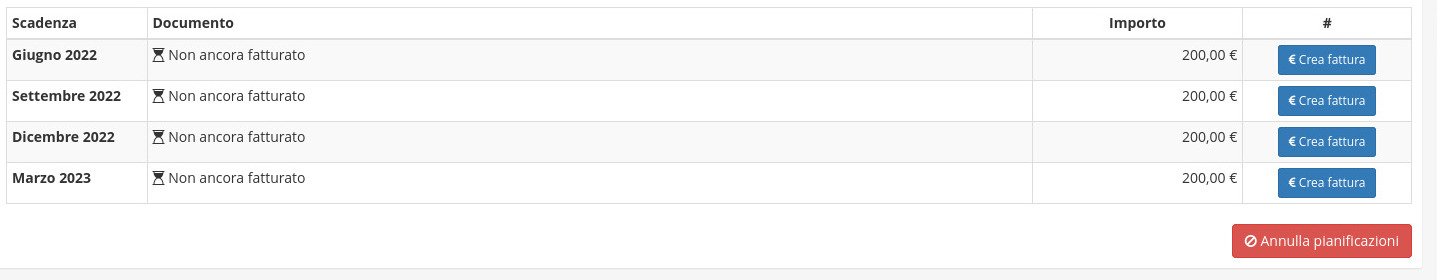 Scadenza Documento Importo #
Giugno 2022 Non ancora fatturato 200,00 € € Crea fattura
Settembre 2022 Non ancora fatturato 200,00 € € Crea fattura
Dicembre 2022 Non ancora fatturato 200,00 € € Crea fattura
Marzo 2023 Non ancora fatturato 200,00 € € Crea fattura
Annulla pianificazioni